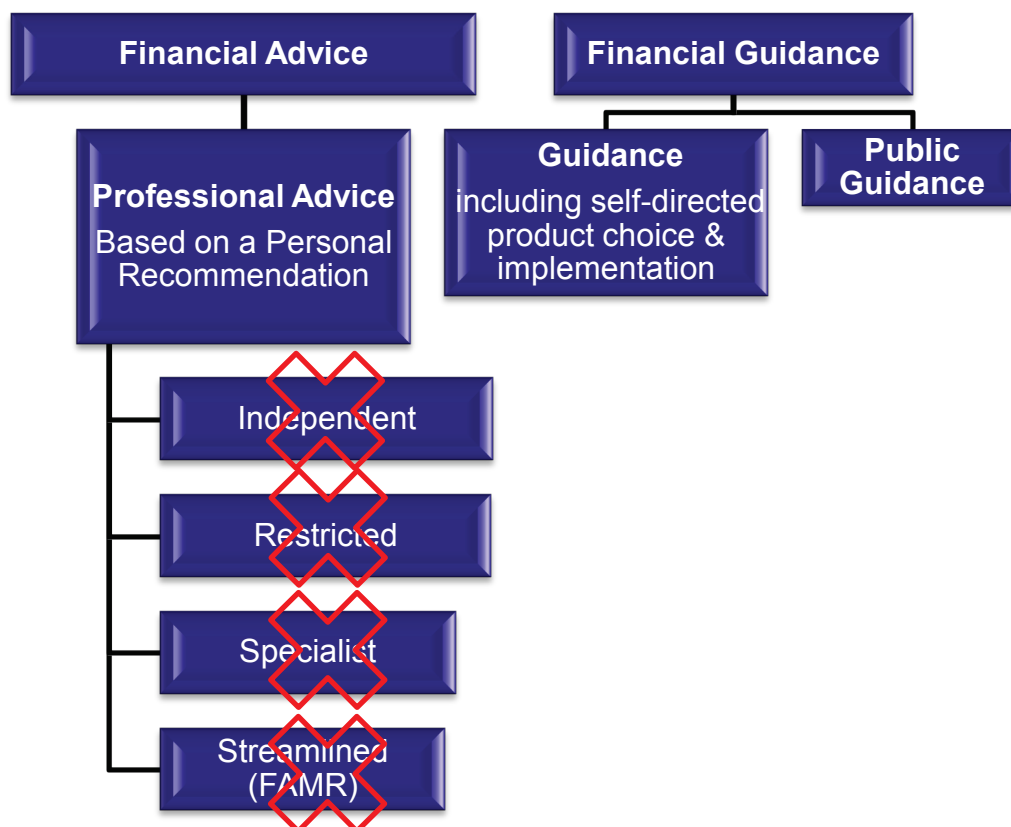 Financial Advice
Financial Guidance
Professional Advice
Based on a Personal
Recommendation
Guidance
including self-directed
product choice &
implementation
Public
Guidance
Independent
Restricted
Specialist
Streamlined
(FAMR)